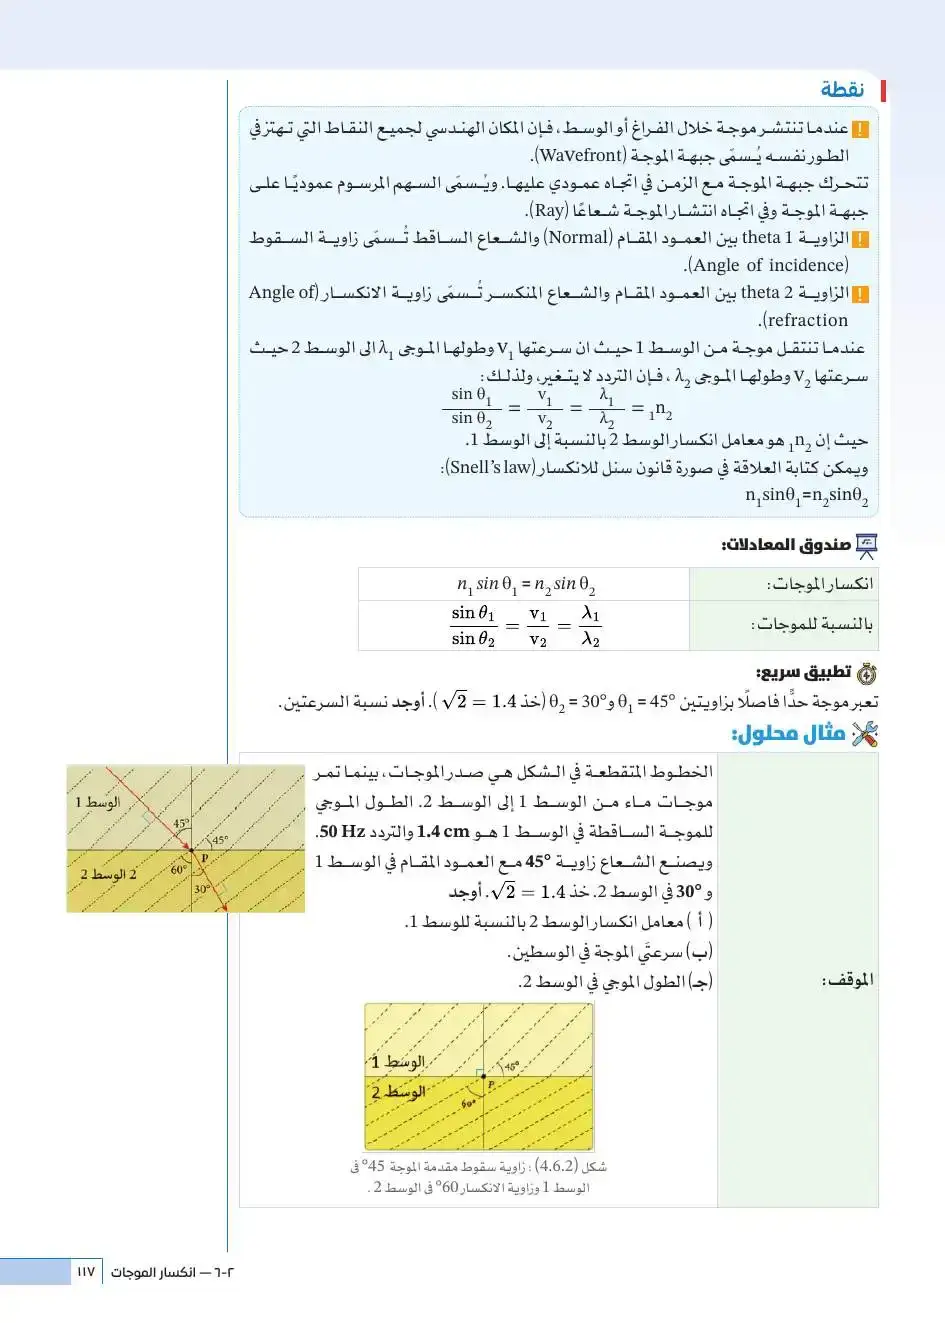 نقطة
عندما تنتشر موجة خلال الفراغ أو الوسط، فإن المكان الهندسي لجميع النقاط التي تهتز في
الطور نفسه يُسمَّى جبهة الموجة (Wavefront).
تتحرك جبهة الموجة مع الزمن في اتجاه عمودي عليها. ويُسمَّى السهم المرسوم عموديًا على
جبهة الموجة وفي اتجاه انتشار الموجة شعاعًا (Ray).
الزاوية theta 1 بين العمود المقام (Normal) والشعاع الساقط تُسمَّى زاوية السقوط
(Angle of incidence).
الزاوية theta 2 بين العمود المقام والشعاع المنكسر تُسمَّى زاوية الانكسار (Angle of
refraction).
عندما تنتقل موجة من الوسط 1 حيث ان سرعتها v₁ وطولها الموجى λ₁ الى الوسط 2 حيث
سرعتها v₂ وطولها الموجى λ₂ ، فإن التردد لا يتغير، ولذلك:
sin θ₁ / sin θ₂ = v₁ / v₂ = λ₁ / λ₂ = ₁n₂
حيث إن ₁n₂ هو معامل انكسار الوسط 2 بالنسبة إلى الوسط 1.
ويمكن كتابة العلاقة في صورة قانون سنل للانكسار (Snell's law):
n₁sinθ₁=n₂sinθ₂
صندوق المعادلات:
انكسار الموجات: n₁ sin θ₁ = n₂ sin θ₂
بالنسبة للموجات: sin θ₁ / sin θ₂ = v₁ / v₂ = λ₁ / λ₂
تطبيق سريع:
تعبر موجة حدًّا فاصلًا بزاويتين θ₁ = 45° و θ₂ = 30° (خذ √2 = 1.4 ). أوجد نسبة السرعتين.
مثال محلول:
الموقف:
الخطوط المتقطعة في الشكل هي صدر الموجات، بينما تمر
موجات ماء من الوسط 1 إلى الوسط 2. الطول الموجي
للموجة الساقطة في الوسط 1 هو 1.4 cm والتردد 50 Hz.
ويصنع الشعاع زاوية 45° مع العمود المقام في الوسط 1
و 30° في الوسط 2. خذ √2 = 1.4. أوجد
( أ ) معامل انكسار الوسط 2 بالنسبة للوسط 1.
(ب) سرعتَي الموجة في الوسطين.
(جـ) الطول الموجي في الوسط 2.
الوسط 1
45°
45°
P
60°
2 الوسط 2
30°
الوسط 1
45°
P
الوسط 2
60°
شكل (4.6.2) : زاوية سقوط مقدمة الموجة 45° فى
الوسط 1 وزاوية الانكسار 60° فى الوسط 2 .
٢-٦ — انكسار الموجات
١١٧